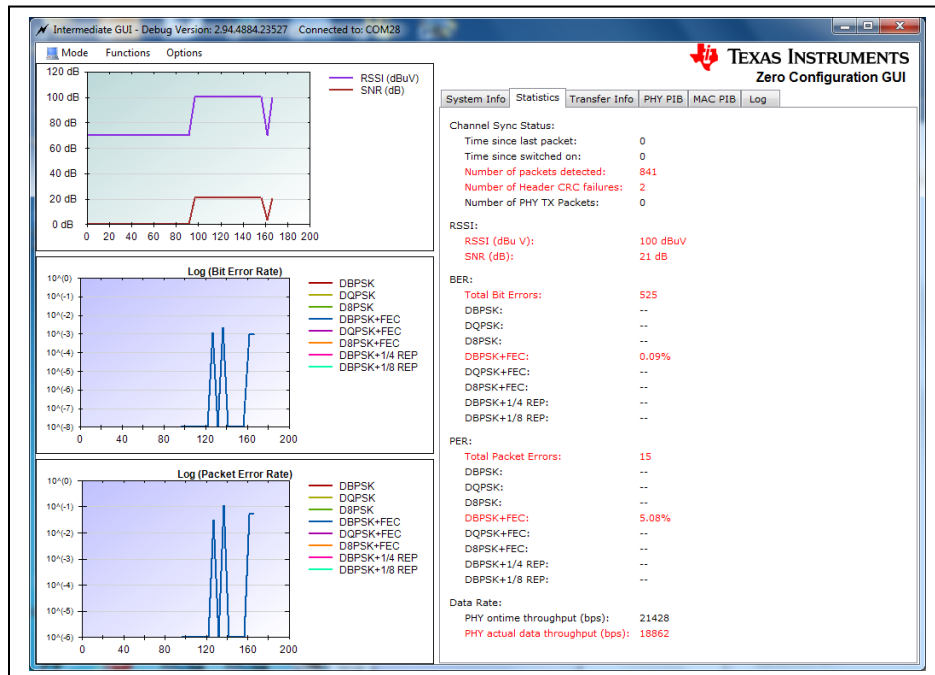 Intermediate GUI - Debug Version: 2.94.4884.23527 Connected to: COM28
Mode Functions Options
TEXAS INSTRUMENTS
Zero Configuration GUI
120 dB
100 dB
80 dB
60 dB
40 dB
20 dB
0 dB
0 20 40 60 80 100 120 140 160 180 200
RSSI (dBuV)
SNR (dB)
Log (Bit Error Rate)
10^(0)
10^(-1)
10^(-2)
10^(-3)
10^(-4)
10^(-5)
10^(-6)
10^(-7)
10^(-8)
0 40 80 120 160 200
DBPSK
DQPSK
D8PSK
DBPSK+FEC
DQPSK+FEC
D8PSK+FEC
DBPSK+1/4 REP
DBPSK+1/8 REP
Log (Packet Error Rate)
10^(0)
10^(-1)
10^(-2)
10^(-3)
10^(-4)
10^(-5)
10^(-6)
0 40 80 120 160 200
DBPSK
DQPSK
D8PSK
DBPSK+FEC
DQPSK+FEC
D8PSK+FEC
DBPSK+1/4 REP
DBPSK+1/8 REP
System Info Statistics Transfer Info PHY PIB MAC PIB Log
Channel Sync Status:
Time since last packet: 0
Time since switched on: 0
Number of packets detected: 841
Number of Header CRC failures: 2
Number of PHY TX Packets: 0
RSSI:
RSSI (dBu V): 100 dBuV
SNR (dB): 21 dB
BER:
Total Bit Errors: 525
DBPSK: --
DQPSK: --
D8PSK: --
DBPSK+FEC: 0.09%
DQPSK+FEC: --
D8PSK+FEC: --
DBPSK+1/4 REP: --
DBPSK+1/8 REP: --
PER:
Total Packet Errors: 15
DBPSK: --
DQPSK: --
D8PSK: --
DBPSK+FEC: 5.08%
DQPSK+FEC: --
D8PSK+FEC: --
DBPSK+1/4 REP: --
DBPSK+1/8 REP: --
Data Rate:
PHY ontime throughput (bps): 21428
PHY actual data throughput (bps): 18862